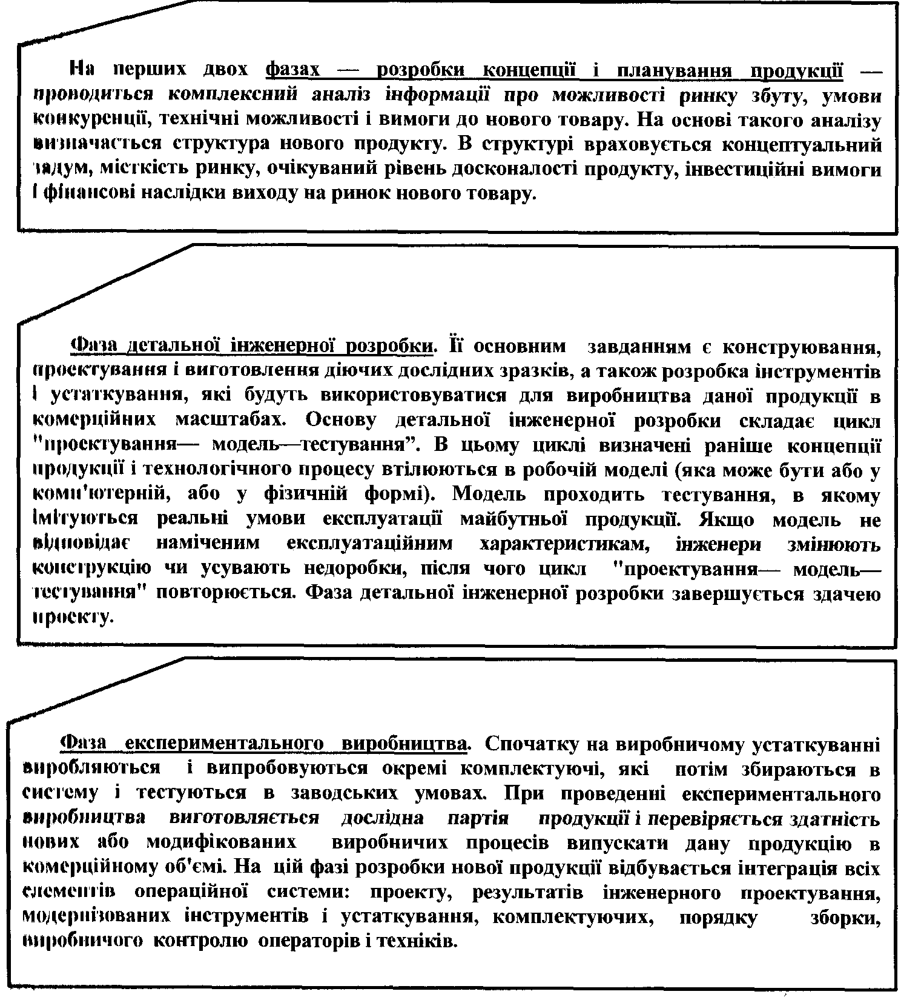 На перших двох фазах — розробки концепції і планування продукції —
проводиться комплексний аналіз інформації про можливості ринку збуту, умови
конкуренції, технічні можливості і вимоги до нового товару. На основі такого аналізу
визначається структура нового продукту. В структурі враховується концептуальний
задум, місткість ринку, очікуваний рівень досконалості продукту, інвестиційні вимоги
і фінансові наслідки виходу на ринок нового товару.
Фаза детальної інженерної розробки. Її основним завданням є конструювання,
проектування і виготовлення діючих дослідних зразків, а також розробка інструментів
і устаткування, які будуть використовуватися для виробництва даної продукції в
комерційних масштабах. Основу детальної інженерної розробки складає цикл
"проектування— модель—тестування”. В цьому циклі визначені раніше концепції
продукції і технологічного процесу втілюються в робочій моделі (яка може бути або у
комп'ютерній, або у фізичній формі). Модель проходить тестування, в якому
імітуються реальні умови експлуатації майбутньої продукції. Якщо модель не
відповідає наміченим експлуатаційним характеристикам, інженери змінюють
конструкцію чи усувають недоробки, після чого цикл "проектування— модель—
тестування" повторюється. Фаза детальної інженерної розробки завершується здачею
проекту.
Фаза експериментального виробництва. Спочатку на виробничому устаткуванні
виробляються і випробовуються окремі комплектуючі, які потім збираються в
систему і тестуються в заводських умовах. При проведенні експериментального
виробництва виготовляється дослідна партія продукції і перевіряється здатність
нових або модифікованих виробничих процесів випускати дану продукцію в
комерційному об'ємі. На цій фазі розробки нової продукції відбувається інтеграція всіх
елементів операційної системи: проекту, результатів інженерного проектування,
модернізованих інструментів і устаткування, комплектуючих, порядку зборки,
виробничого контролю операторів і техніків.